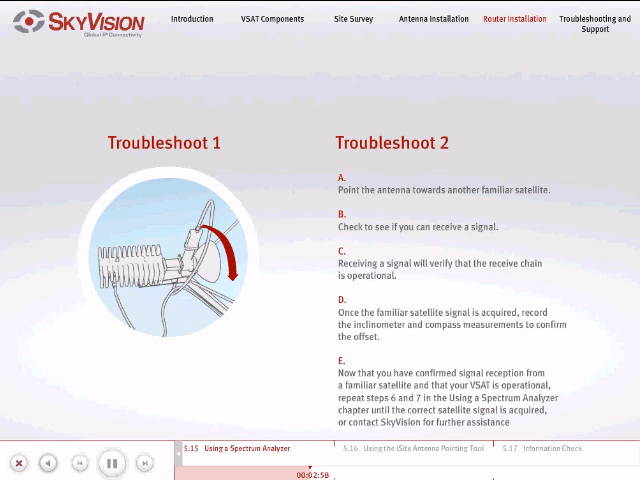 SKYVISION
Global IP Connectivity
Introduction
VSAT Components
Site Survey
Antenna Installation
Router Installation
Troubleshooting and
Support
Troubleshoot 1
Troubleshoot 2
A.
Point the antenna towards another familiar satellite.
B.
Check to see if you can receive a signal.
C.
Receiving a signal will verify that the receive chain
is operational.
D.
Once the familiar satellite signal is acquired, record
the inclinometer and compass measurements to confirm
the offset.
E.
Now that you have confirmed signal reception from
a familiar satellite and that your VSAT is operational,
repeat steps 6 and 7 in the Using a Spectrum Analyzer
chapter until the correct satellite signal is acquired,
or contact SkyVision for further assistance
5.15 Using a Spectrum Analyzer
5.16 Using the iSite Antenna Pointing Tool
5.17 Information Check
00:02:58